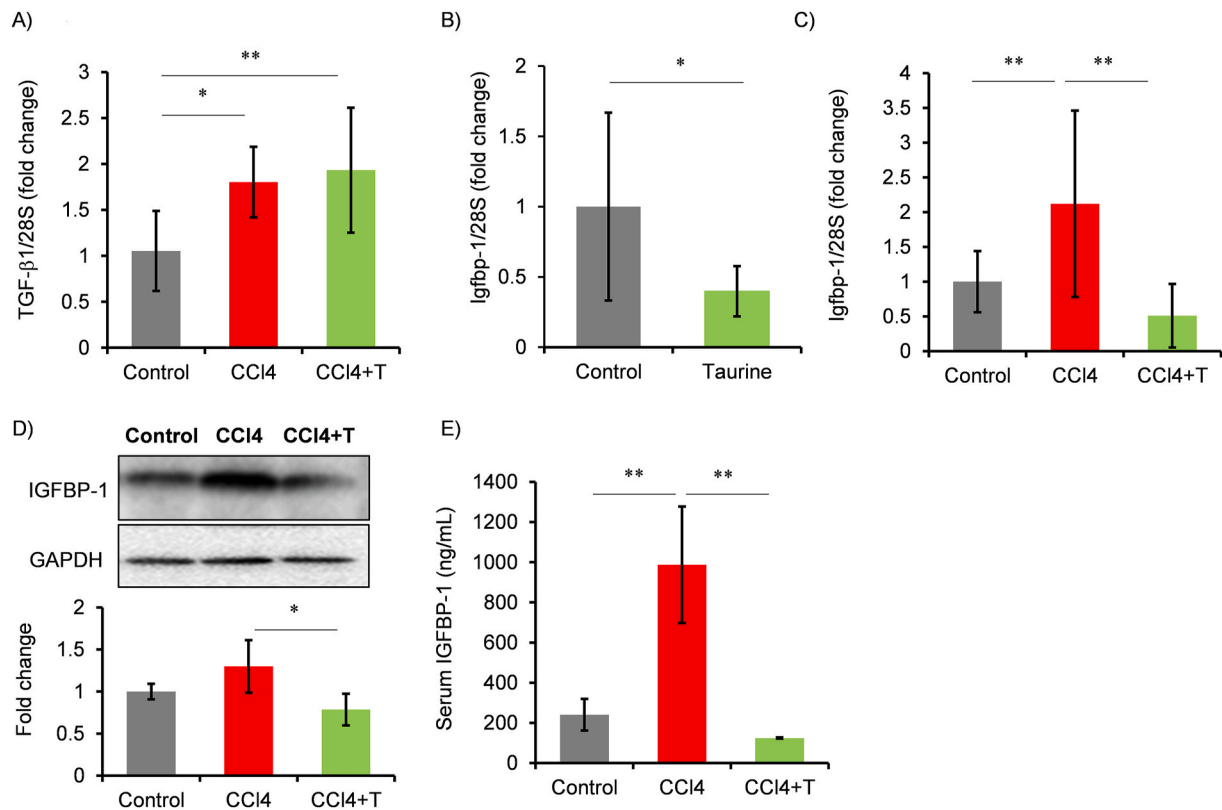 A)
TGF-β1/28S (fold change)
3
2.5
2
1.5
1
0.5
0
**
*
Control
CCl4
CCl4+T
B)
Igfbp-1/28S (fold change)
2
1.5
1
0.5
0
*
Control
Taurine
C)
Igfbp-1/28S (fold change)
4
3.5
3
2.5
2
1.5
1
0.5
0
**
**
Control
CCl4
CCl4+T
D)
Control CCl4 CCl4+T
IGFBP-1
GAPDH
Fold change
2
1.5
1
0.5
0
*
Control
CCl4
CCl4+T
E)
Serum IGFBP-1 (ng/mL)
1400
1200
1000
800
600
400
200
0
**
**
Control
CCl4
CCl4+T